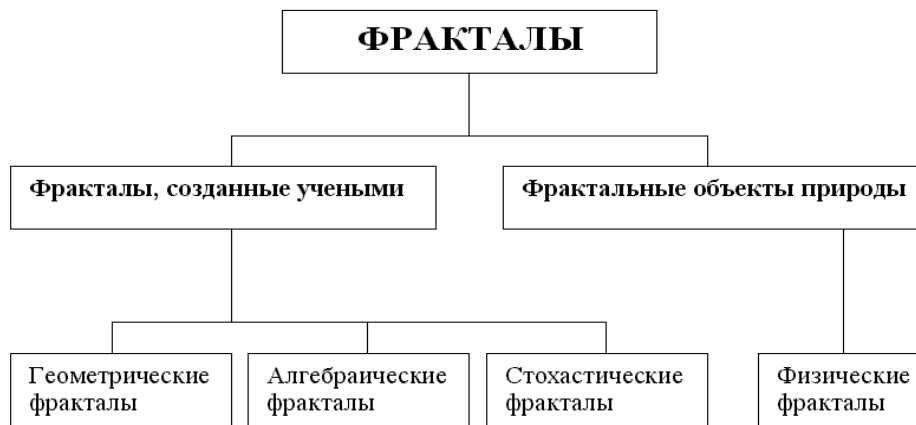 ФРАКТАЛЫ
Фракталы, созданные учеными
Фрактальные объекты природы
Геометрические
фракталы
Алгебраические
фракталы
Стохастические
фракталы
Физические
фракталы